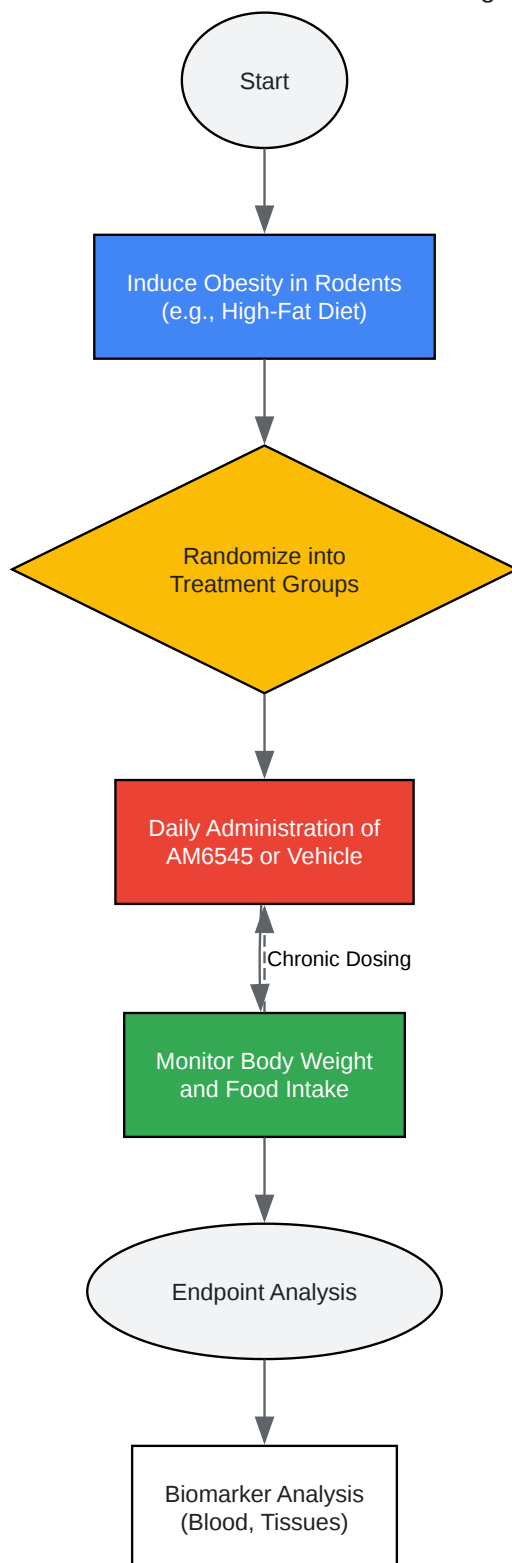 Start
Induce Obesity in Rodents
(e.g., High-Fat Diet)
Randomize into
Treatment Groups
Daily Administration of
AM6545 or Vehicle
Chronic Dosing
Monitor Body Weight
and Food Intake
Endpoint Analysis
Biomarker Analysis
(Blood, Tissues)